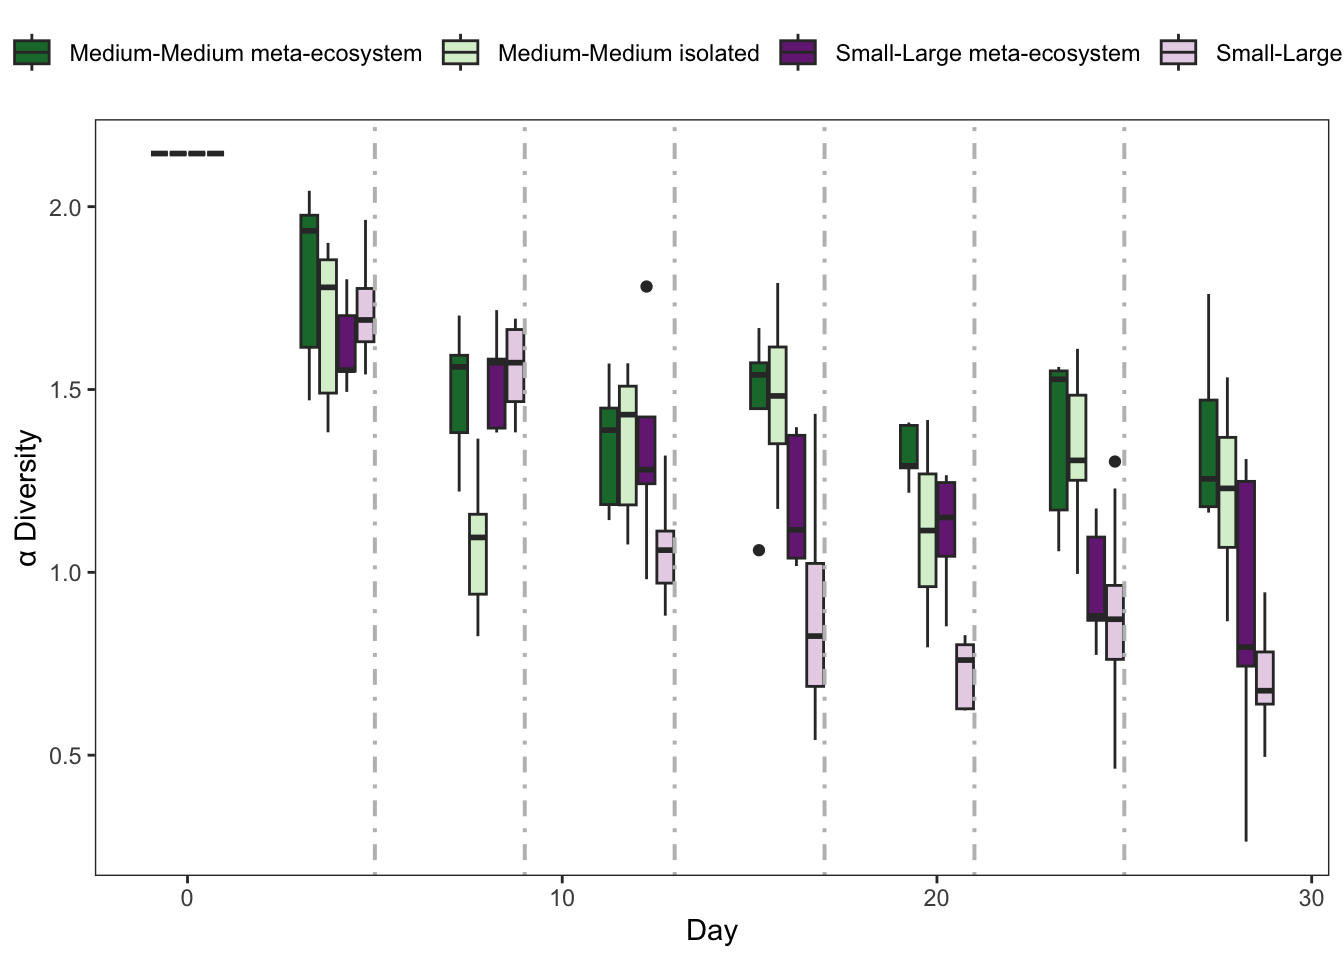 Medium-Medium meta-ecosystem Medium-Medium isolated Small-Large meta-ecosystem Small-Large
2.0
1.5
1.0
0.5
α Diversity
0 10 20 30
Day